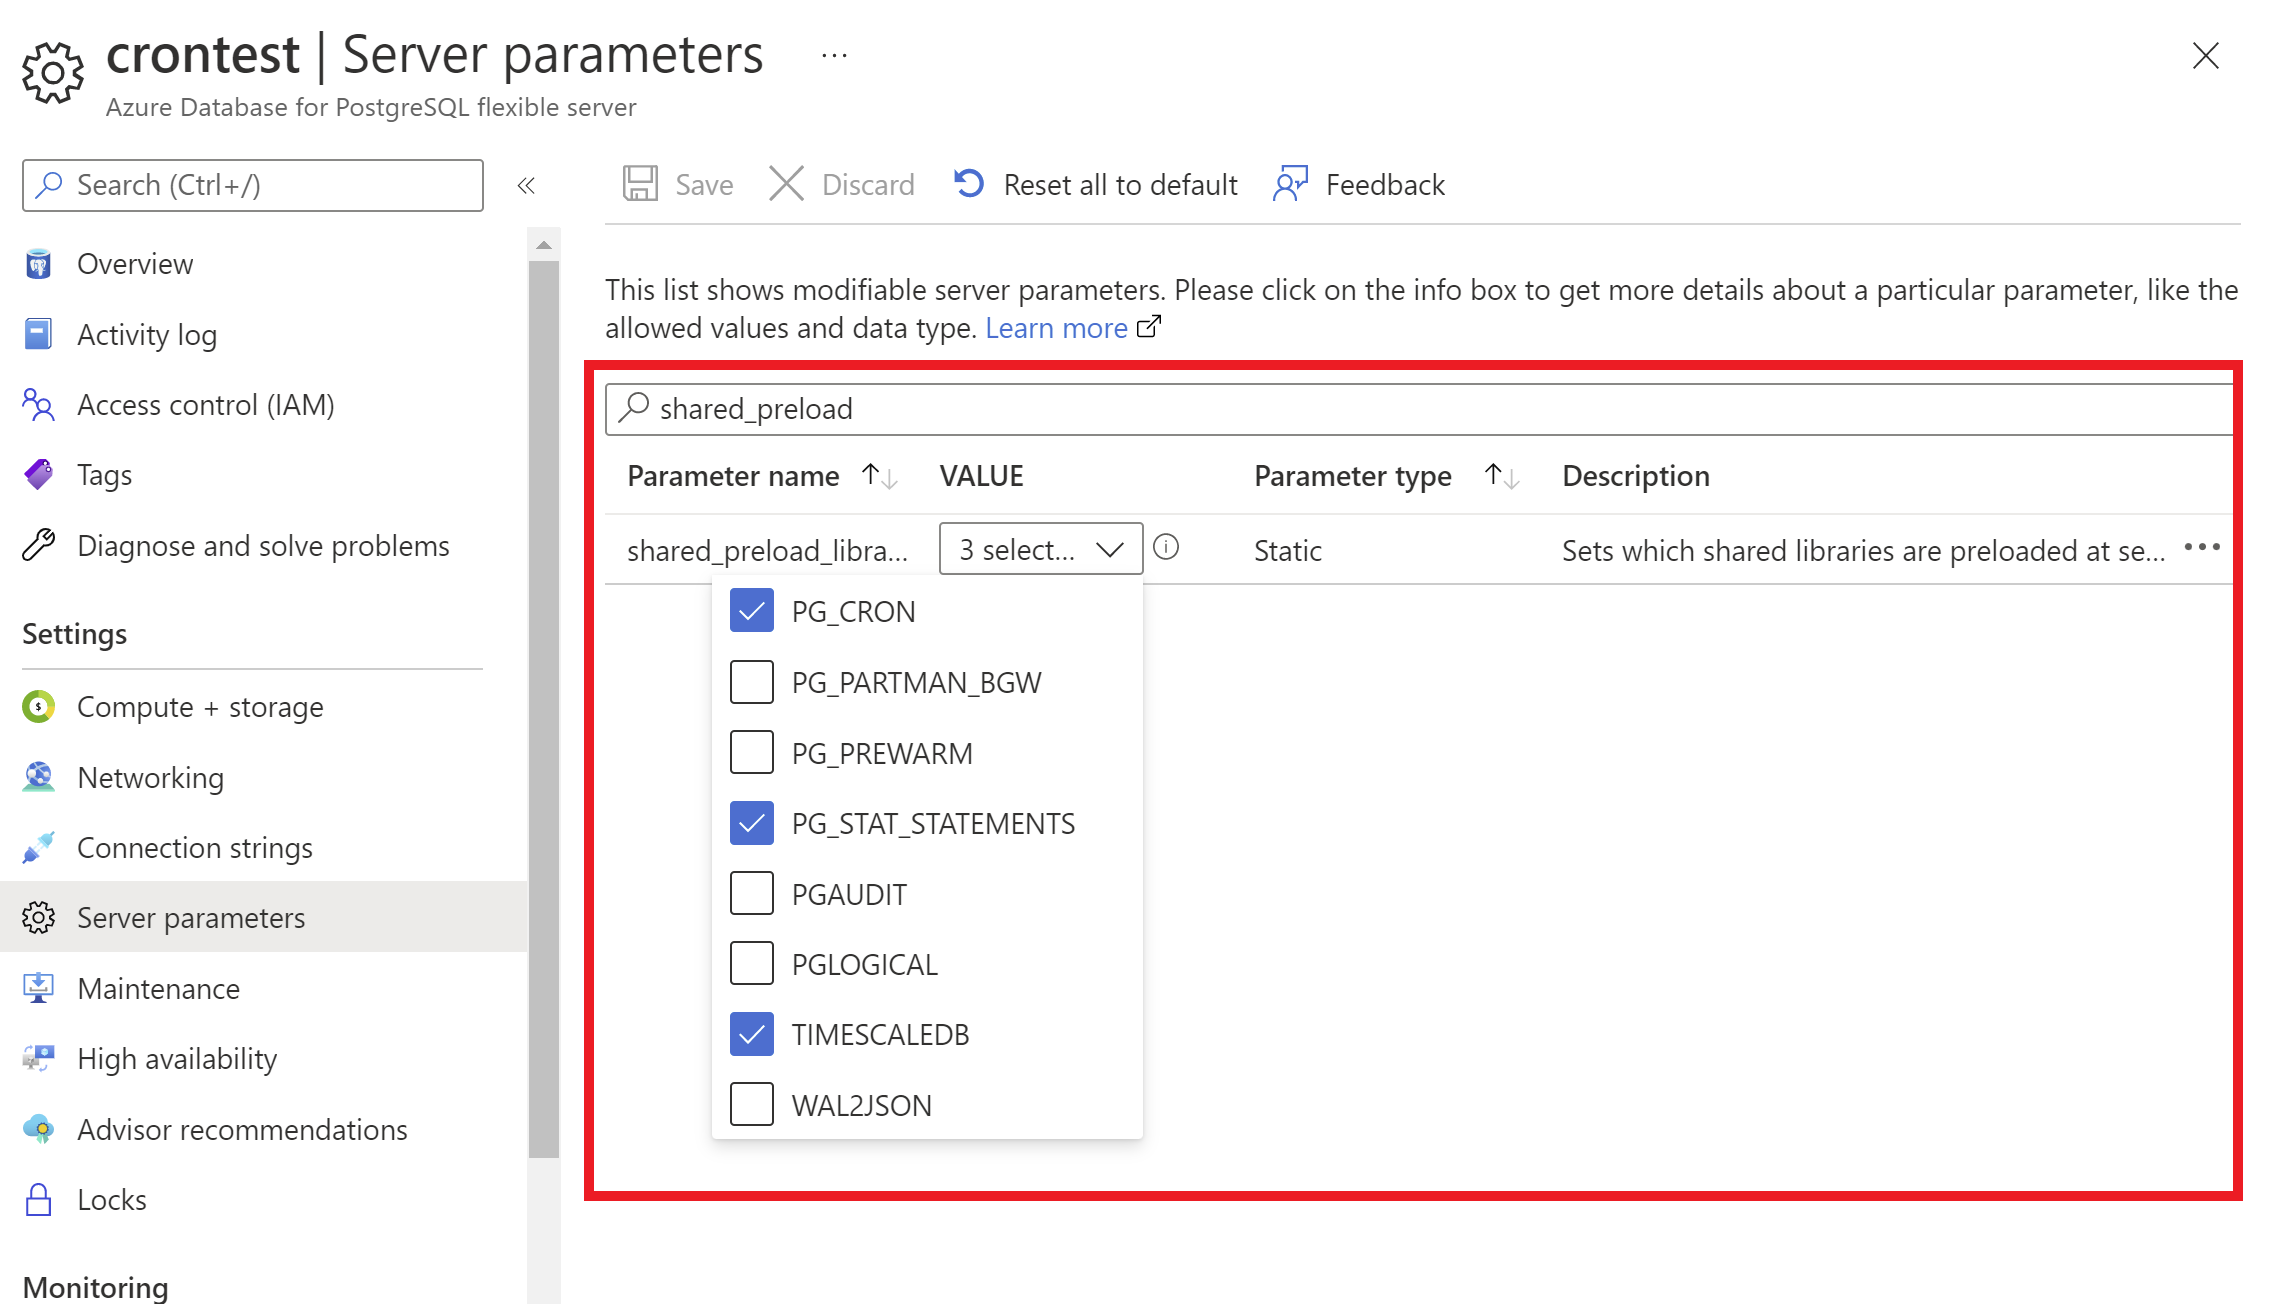 crontest | Server parameters ...
Azure Database for PostgreSQL flexible server
Search (Ctrl+/)
«
Overview
Activity log
Access control (IAM)
Tags
Diagnose and solve problems
Settings
Compute + storage
Networking
Connection strings
Server parameters
Maintenance
High availability
Advisor recommendations
Locks
Monitoring
Save Discard Reset all to default Feedback
This list shows modifiable server parameters. Please click on the info box to get more details about a particular parameter, like the
allowed values and data type. Learn more
shared_preload
Parameter name VALUE Parameter type Description
shared_preload_libra... 3 select... Static Sets which shared libraries are preloaded at se... ...
PG_CRON
PG_PARTMAN_BGW
PG_PREWARM
PG_STAT_STATEMENTS
PGAUDIT
PGLOGICAL
TIMESCALEDB
WAL2JSON